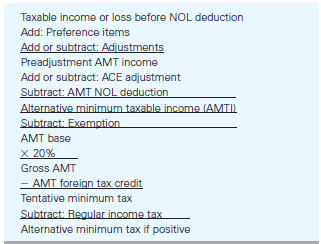 Taxable income or loss before NOL deduction
Add: Preference items
Add or subtract: Adjustments
Preadjustment AMT income
Add or subtract: ACE adjustment
Subtract: AMT NOL deduction
Alternative minimum taxable income (AMTI)
Subtract: Exemption
AMT base
× 20%
Gross AMT
− AMT foreign tax credit
Tentative minimum tax
Subtract: Regular income tax
Alternative minimum tax if positive